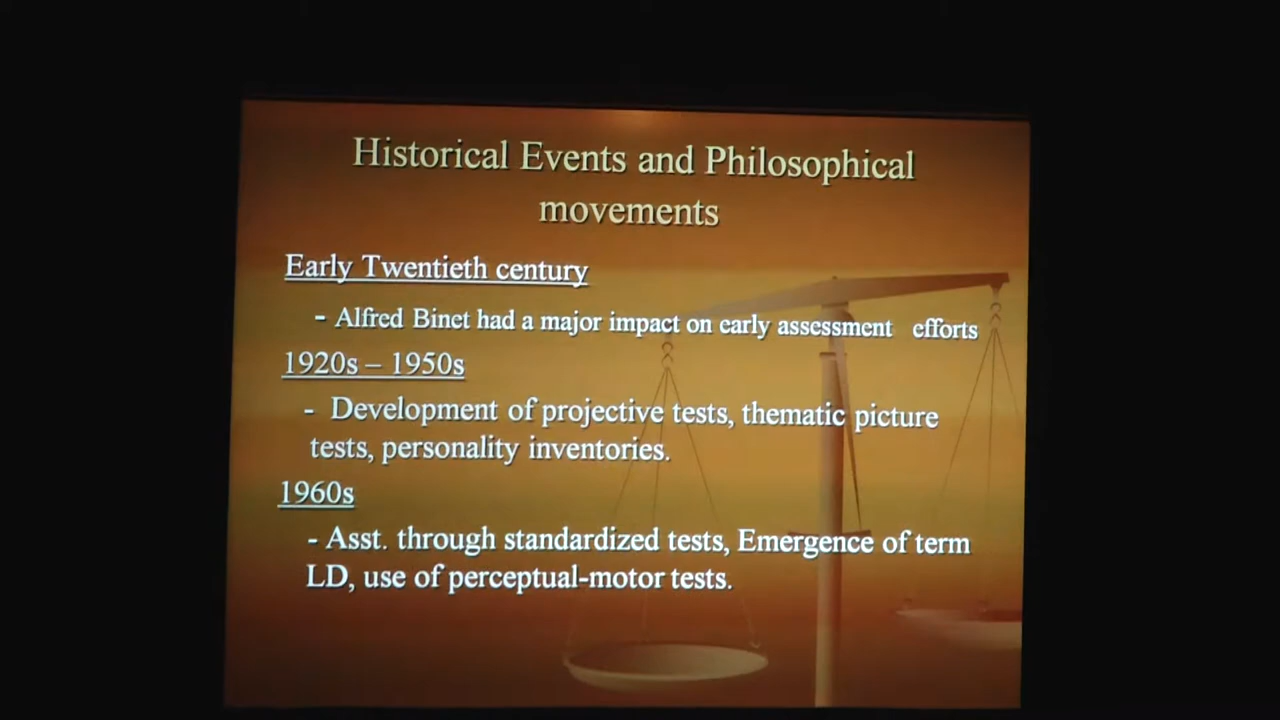 Historical Events and Philosophical
movements
Early Twentieth century
- Alfred Binet had a major impact on early assessment efforts
1920s – 1950s
- Development of projective tests, thematic picture
tests, personality inventories.
1960s
- Asst. through standardized tests, Emergence of term
LD, use of perceptual-motor tests.